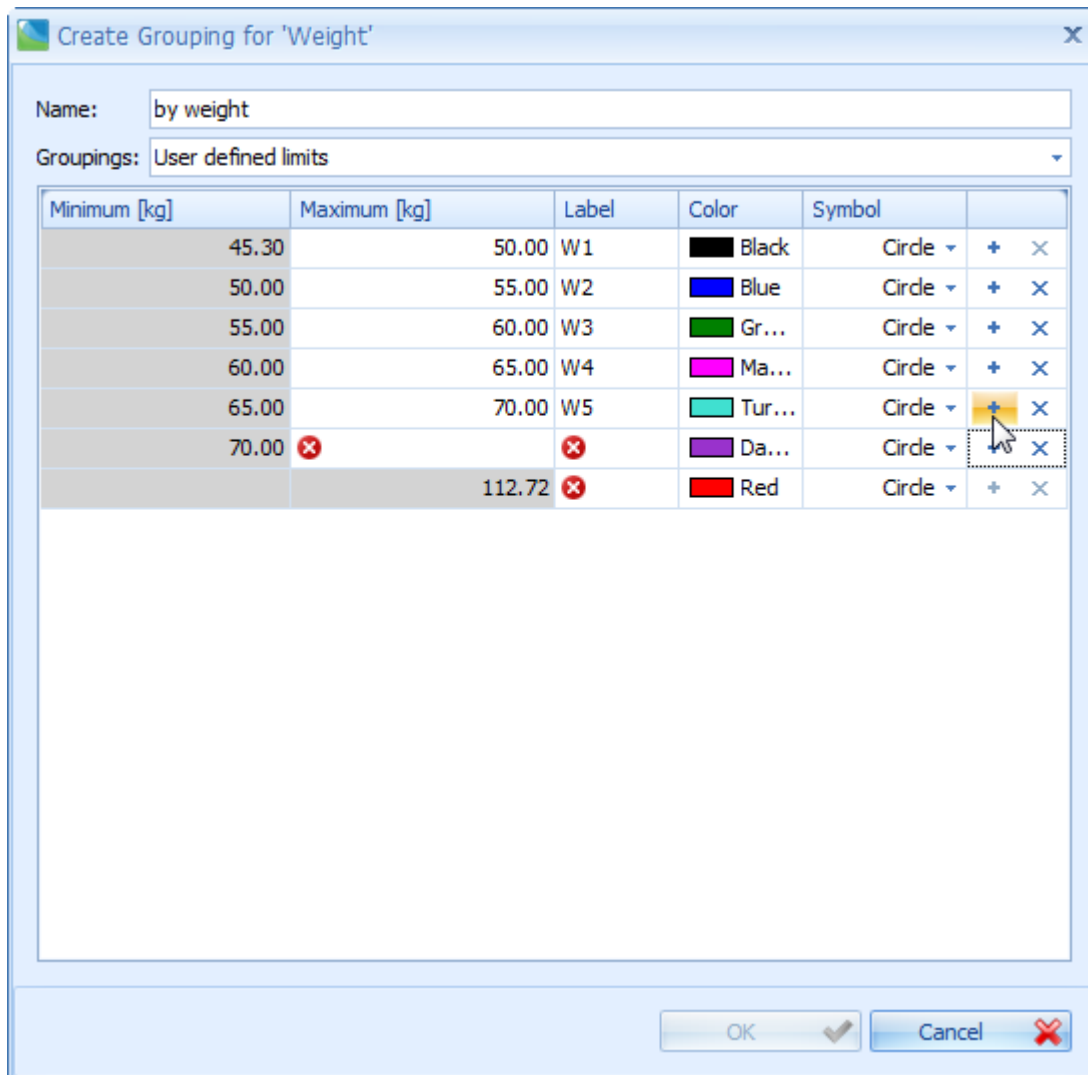 Create Grouping for 'Weight'
Name: by weight
Groupings: User defined limits
Minimum [kg] Maximum [kg] Label Color Symbol
45.30 50.00 W1 Black Circle
50.00 55.00 W2 Blue Circle
55.00 60.00 W3 Gr... Circle
60.00 65.00 W4 Ma... Circle
65.00 70.00 W5 Tur... Circle
70.00 Da... Circle
112.72 Red Circle
OK Cancel